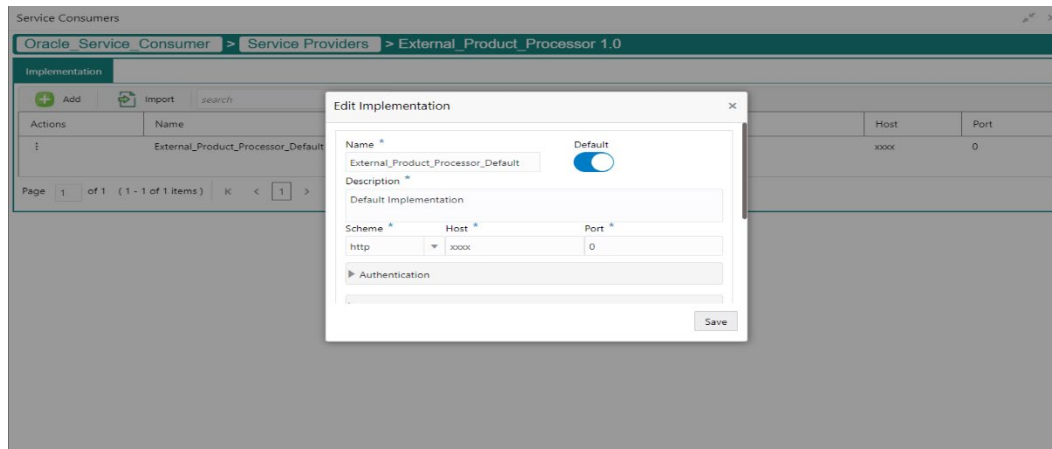 Service Consumers
Oracle_Service_Consumer > Service Providers > External_Product_Processor 1.0
Implementation
Add Import search
Actions Name Host Port
External_Product_Processor_Default xxxx 0
Page 1 of 1 (1 - 1 of 1 items) K < 1 >
Edit Implementation ×
Name * Default
External_Product_Processor_Default
Description *
Default Implementation
Scheme * Host * Port *
http xxxx 0
Authentication
Save